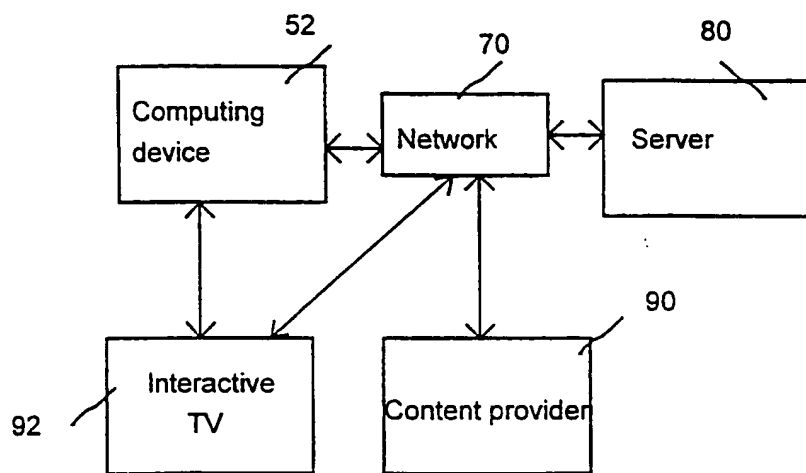 52
70
80
Computing
device
Network
Server
90
Interactive
TV
Content provider
92